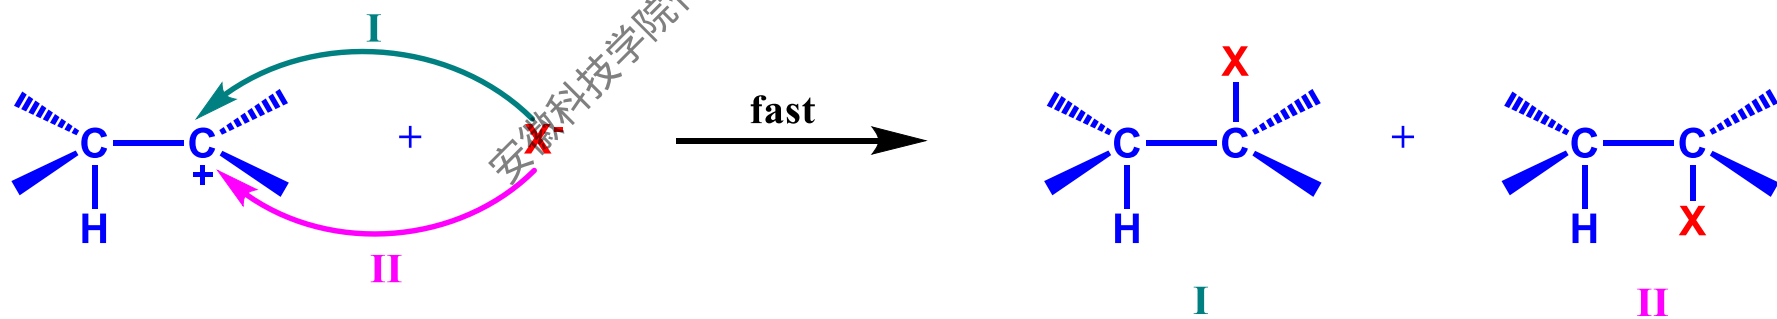 I
X
C — C + X⁻ fast C — C + C — C
+
H H H X
II
I II
安徽科技学院